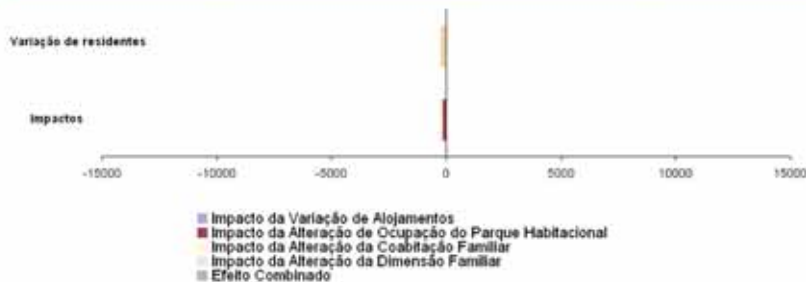 Variação de residentes
Impactos
-15000 -10000 -5000 0 5000 10000 15000
Impacto da Variação de Alojamentos
Impacto da Alteração de Ocupação do Parque Habitacional
Impacto da Alteração da Coabitação Familiar
Impacto da Alteração da Dimensão Familiar
Efeito Combinado